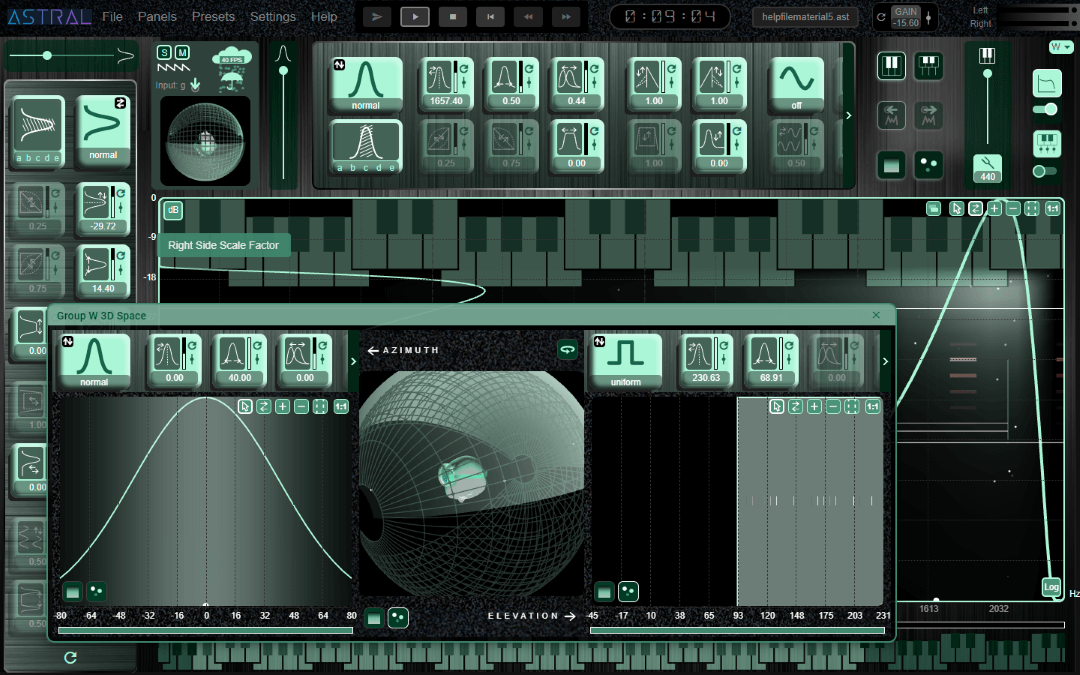 ASTRAL File Panels Presets Settings Help
0:09:04
helpfilematerial5.ast
GAIN
-15.60
Left
Right
W
S M
40 FPS
Input: g
a b c d e
normal
normal
1657.40
0.50
0.44
1.00
1.00
off
a b c d e
0.25
0.75
0.00
1.00
0.00
0.50
440
0.25
-29.72
0.75
14.40
0.00
1.00
0.00
0.50
0.50
0
-9
-18
dB
1:1
Right Side Scale Factor
Group W 3D Space
normal
0.00
40.00
0.00
AZIMUTH
uniform
230.63
68.91
0.00
1:1
1:1
ELEVATION
-80 -64 -48 -32 -16 0 16 32 48 64 80
-45 -17 10 38 65 93 120 148 175 203 231
Log
Hz
1613
2032